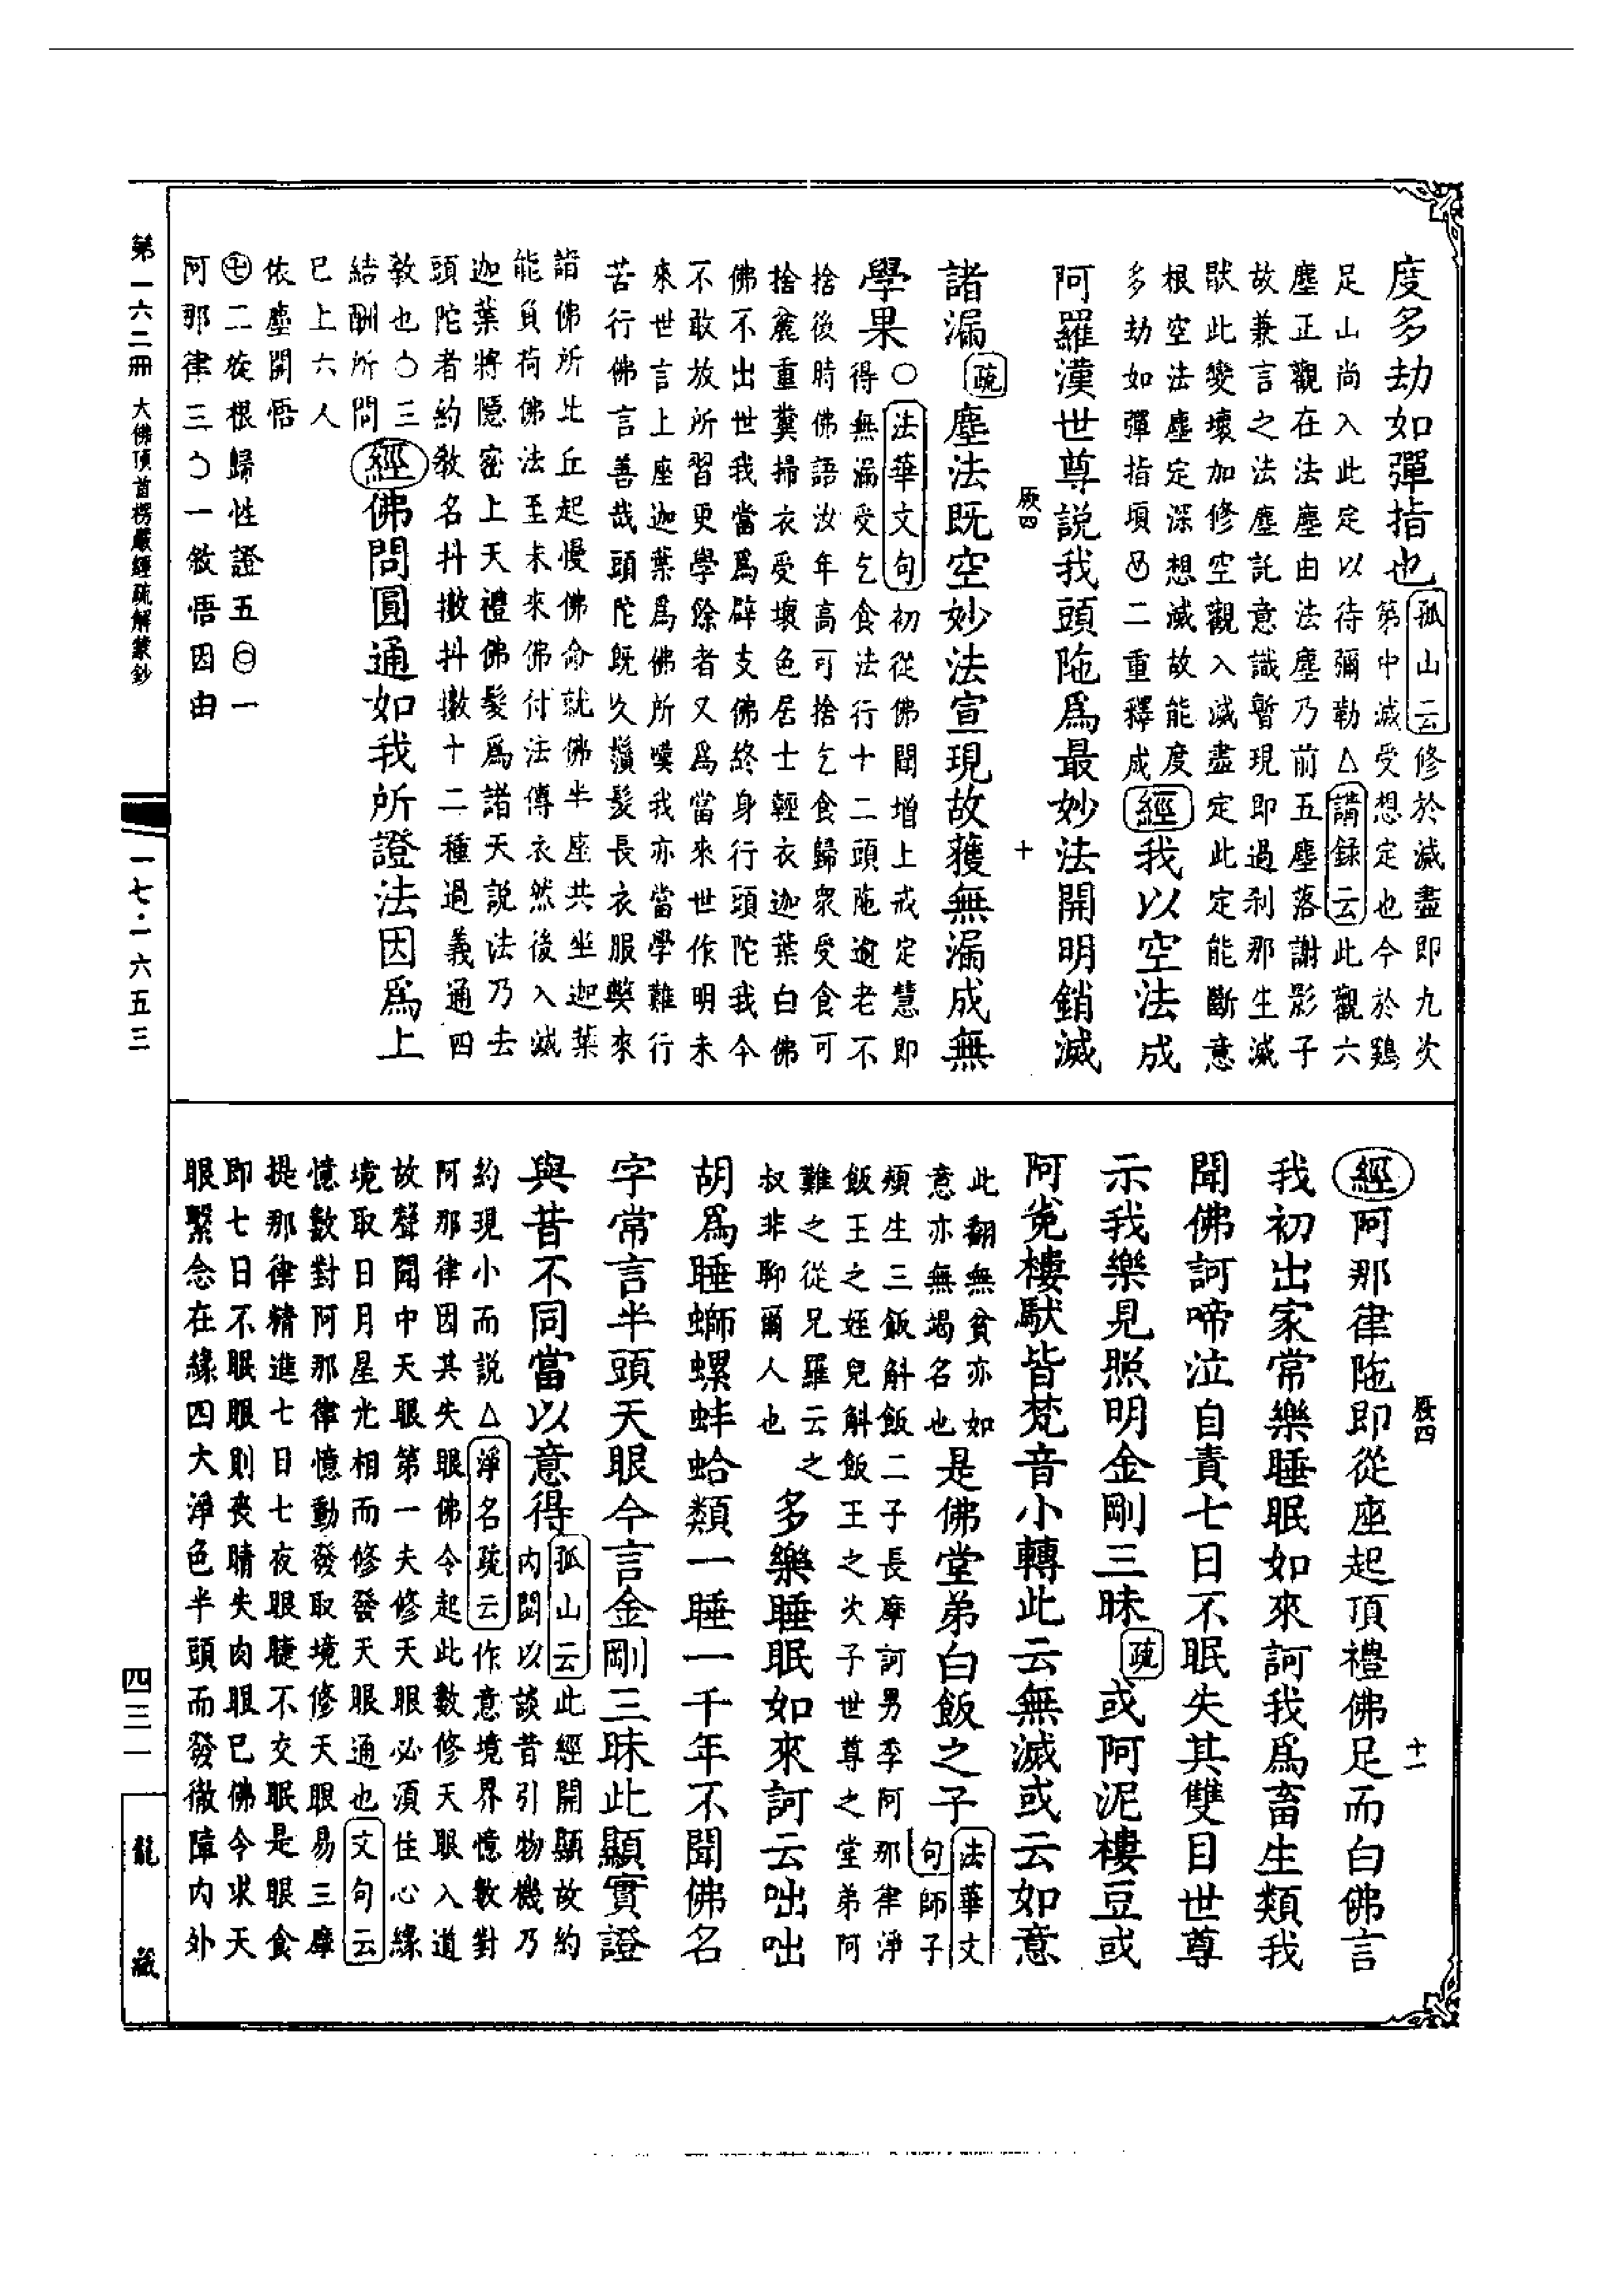 度多劫如彈指也
孤山云修於滅盡即九次
第中滅受想定也今於鷄
足山尚入此定以待彌勒△講錄云此觀六
塵正觀在法塵由法塵乃前五塵落謝影子
故兼言之法塵託意識暫現即過刹那生滅
猒此變壞加修空觀入滅盡定此定能斷意
根空法塵定深想滅故能度
多劫如彈指頃 二重釋成
經我以空法成
阿羅漢世尊說我頭陁爲最妙法開明銷滅
厥四 十
諸漏
疏塵法既空妙法宣現故獲無漏成無
學果
○法華文句初從佛聞增上戒定慧即
得無漏受乞食法行十二頭陁逾老不
捨後時佛語汝年高可捨乞食歸衆受食可
捨麄重糞掃衣受壞色居士輕衣迦葉白佛
佛不出世我當爲辟支佛終身行頭陀我今
不敢放所習更學餘者又爲當來世作明未
來世言上座迦葉爲佛所嘆我亦當學難行
苦行佛言善哉頭陀既久鬚髮長衣服獘來
詣佛所比丘起慢佛命就佛半座共坐迦葉
能負荷佛法至未來佛付法傳衣然後入滅
迦葉將隱密上天禮佛髮爲諸天説法乃去
頭陀者約教名抖擻抖擻十二種過義通四
教也○三
結酬所問
經佛問圓通如我所證法因爲上
巳上六人
依塵開悟
㊆二旋根歸性證五㊀一
阿那律三○一敘悟因由
第一六二冊 大佛頂首楞嚴經疏解蒙鈔
一七·六五三
經阿那律陁即從座起頂禮佛足而白佛言
厥四 十一
我初出家常樂睡眠如來訶我爲畜生類我
聞佛訶啼泣自責七日不眠失其雙目世尊
示我樂見照明金剛三昧
疏或阿泥樓豆或
阿㝹樓馱皆梵音小轉此云無滅或云如意
此翻無貧亦如
意亦無竭名也
是佛堂弟白飯之子
法華文句師子
頰生三飯斛飯二子長摩訶男季阿那律淨
飯王之姪兒斛飯王之次子世尊之堂弟阿
難之從兄羅云之
叔非聊爾人也
多樂睡眠如來訶云咄咄
胡爲睡螄螺蚌蛤類一睡一千年不聞佛名
字常言半頭天眼今言金剛三昧此顯實證
與昔不同當以意得
孤山云此經開顯故約
内閟以談昔引物機乃
約現小而説△淨名疏云作意境界憶數對
阿那律因其失眼佛令起此數修天眼入道
故聲聞中天眼第一夫修天眼必須住心緣
境取日月星光相而修發天眼通也文句云
憶數對阿那律憶動發取境修天眼易三摩
提那律精進七日七夜眼睫不交眠是眼食
即七日不眠眼則喪睛失肉眼已佛令求天
眼繫念在緣四大淨色半頭而發徹障内外
四三一
龍藏